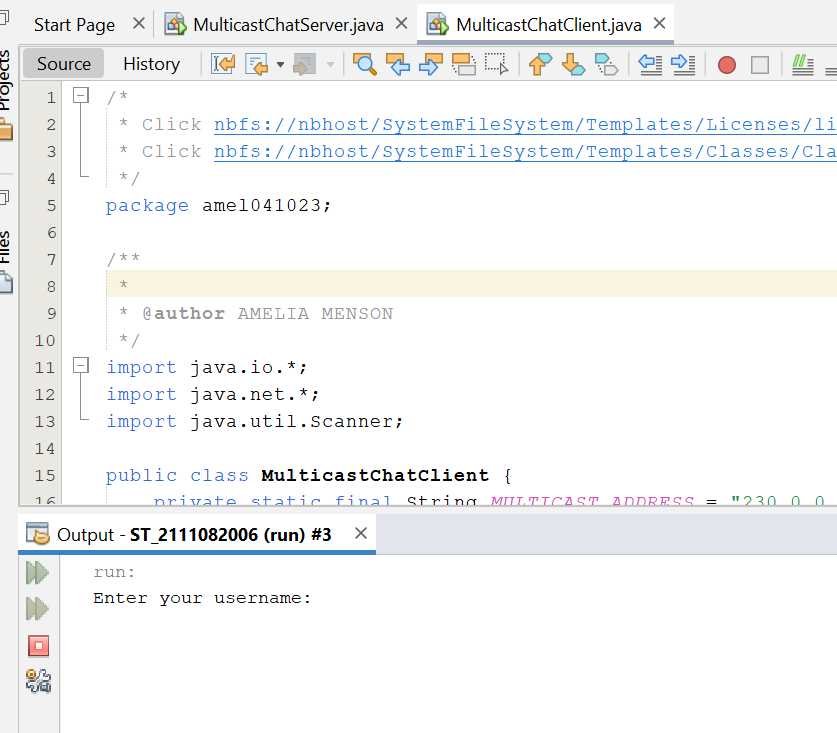 Start Page
MulticastChatServer.java
MulticastChatClient.java
Projects
Files
Source
History
1 /*
2 * Click nbfs://nbhost/SystemFileSystem/Templates/Licenses/li
3 * Click nbfs://nbhost/SystemFileSystem/Templates/Classes/Cla
4 */
5 package amel041023;
6
7 /**
8 *
9 * @author AMELIA MENSON
10 */
11 import java.io.*;
12 import java.net.*;
13 import java.util.Scanner;
14
15 public class MulticastChatClient {
16 private static final String MULTICAST_ADDRESS = "230.0.0
Output - ST_2111082006 (run) #3
run:
Enter your username: